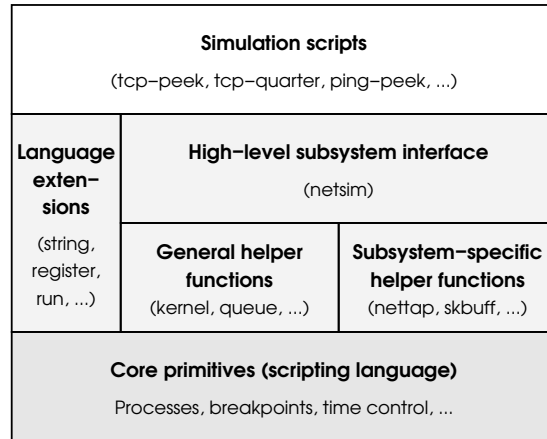 Simulation scripts
(tcp–peek, tcp–quarter, ping–peek, ...)
Language
exten–
sions
(string,
register,
run, ...)
High–level subsystem interface
(netsim)
General helper
functions
(kernel, queue, ...)
Subsystem–specific
helper functions
(nettap, skbuff, ...)
Core primitives (scripting language)
Processes, breakpoints, time control, ...